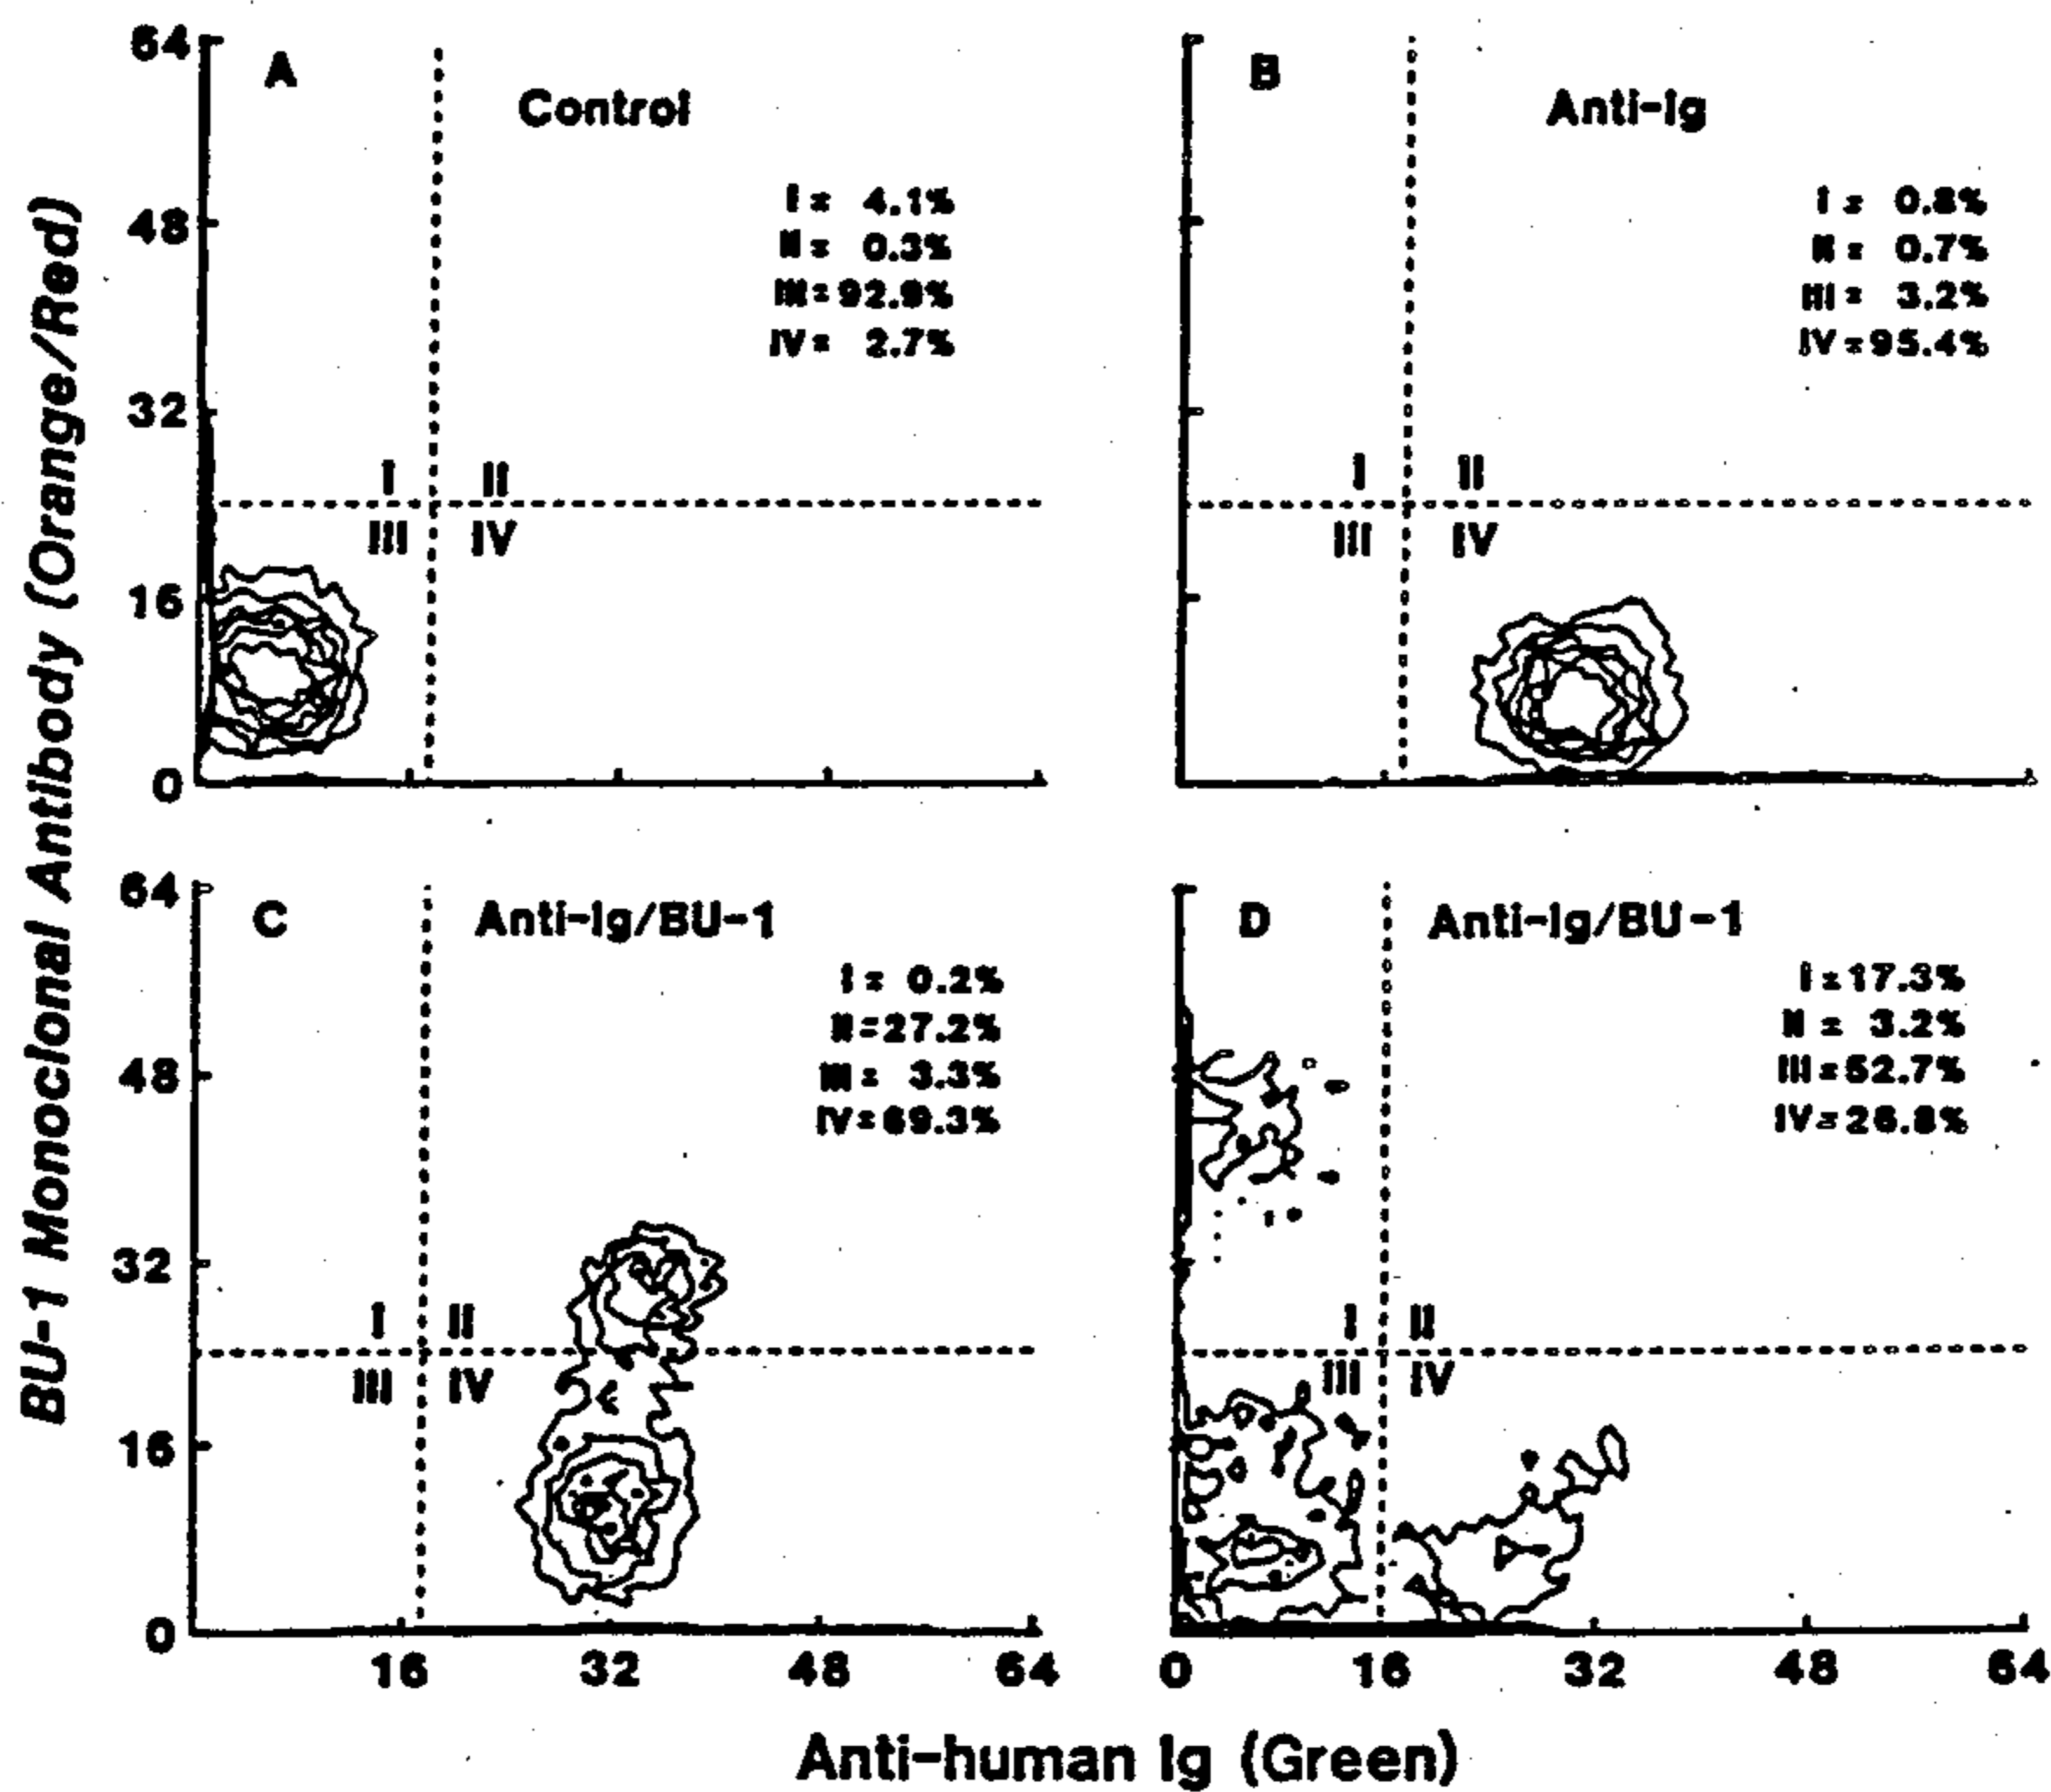 BU-1 Monoclonal Antibody (Orange/Red)
A
Control
I = 4.1%
II = 0.3%
III = 92.9%
IV = 2.7%
64
48
32
16
0
I II
III IV
B
Anti-Ig
I = 0.8%
II = 0.7%
III = 3.2%
IV = 95.4%
I II
III IV
C
Anti-Ig/BU-1
I = 0.2%
II = 27.2%
III = 3.3%
IV = 69.3%
64
48
32
16
0
I II
III IV
16 32 48 64
D
Anti-Ig/BU-1
I = 17.3%
II = 3.2%
III = 52.7%
IV = 26.8%
I II
III IV
0 16 32 48 64
Anti-human Ig (Green)